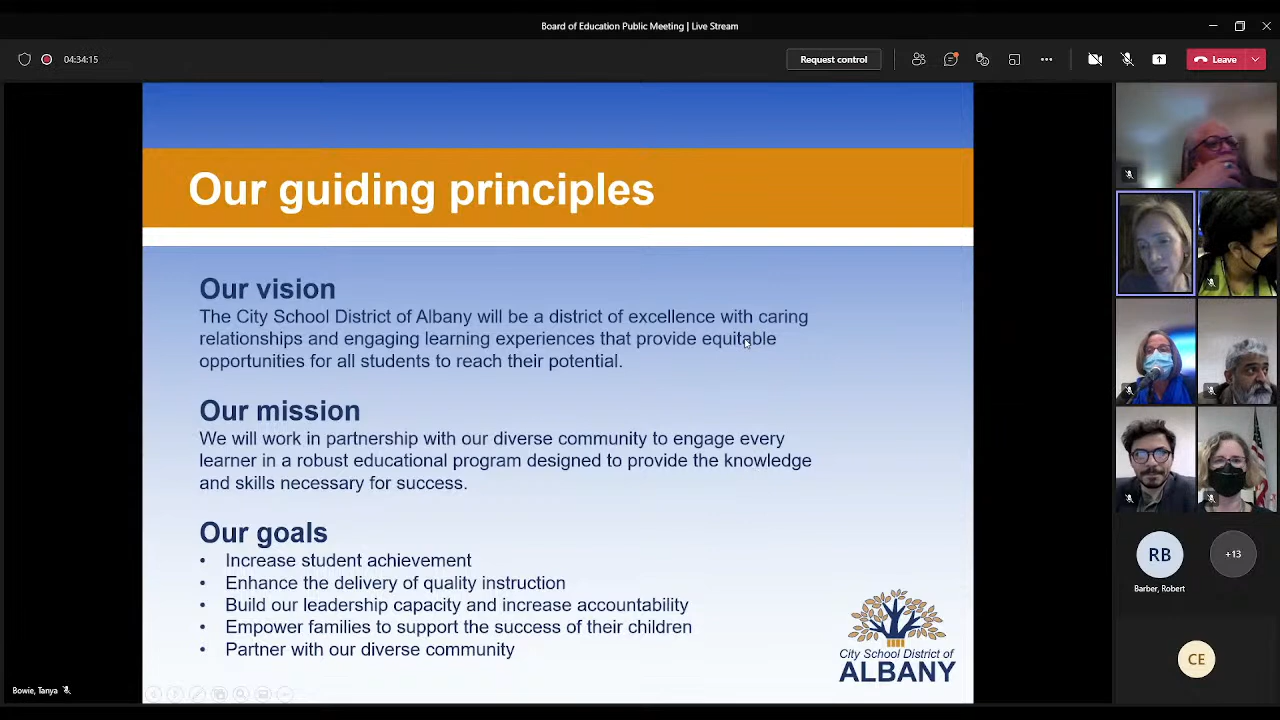 Board of Education Public Meeting | Live Stream
04:34:15
Request control
Leave
Our guiding principles
Our vision
The City School District of Albany will be a district of excellence with caring
relationships and engaging learning experiences that provide equitable
opportunities for all students to reach their potential.
Our mission
We will work in partnership with our diverse community to engage every
learner in a robust educational program designed to provide the knowledge
and skills necessary for success.
Our goals
• Increase student achievement
• Enhance the delivery of quality instruction
• Build our leadership capacity and increase accountability
• Empower families to support the success of their children
• Partner with our diverse community
City School District of
ALBANY
RB
+13
Barber, Robert
CE
Bowie, Tanya